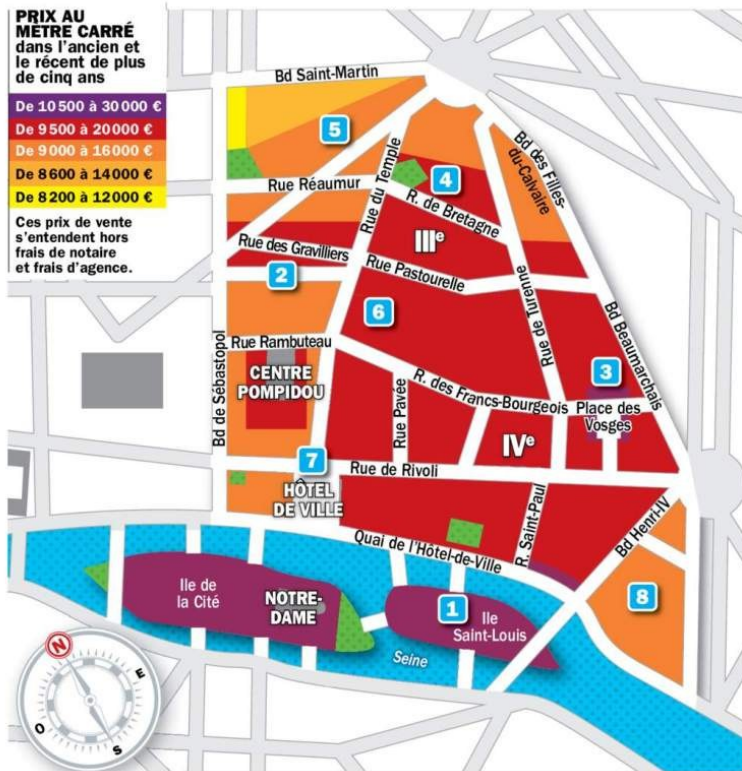 PRIX AU
MÈTRE CARRÉ
dans l'ancien et
le récent de plus
de cinq ans
De 10 500 à 30 000 €
De 9 500 à 20 000 €
De 9 000 à 16 000 €
De 8 600 à 14 000 €
De 8 200 à 12 000 €
Ces prix de vente
s'entendent hors
frais de notaire
et frais d'agence.
Bd Saint-Martin
5
Rue Réaumur
Rue du Temple
4
R. de Bretagne
Bd des Filles-
du-Calvaire
IIIe
Rue des Gravilliers
Rue Pastourelle
2
6
Rue de Turenne
Bd Beaumarchais
Bd de Sébastopol
Rue Rambuteau
CENTRE
POMPIDOU
3
R. des Francs-Bourgeois
Place des
Vosges
Rue Pavée
IVe
7
Rue de Rivoli
HÔTEL
DE VILLE
R. Saint-Paul
Bd Henri-IV
Quai de l'Hôtel-de-Ville
8
Ile de
la Cité
NOTRE-
DAME
1
Ile
Saint-Louis
Seine
N
E
S
O